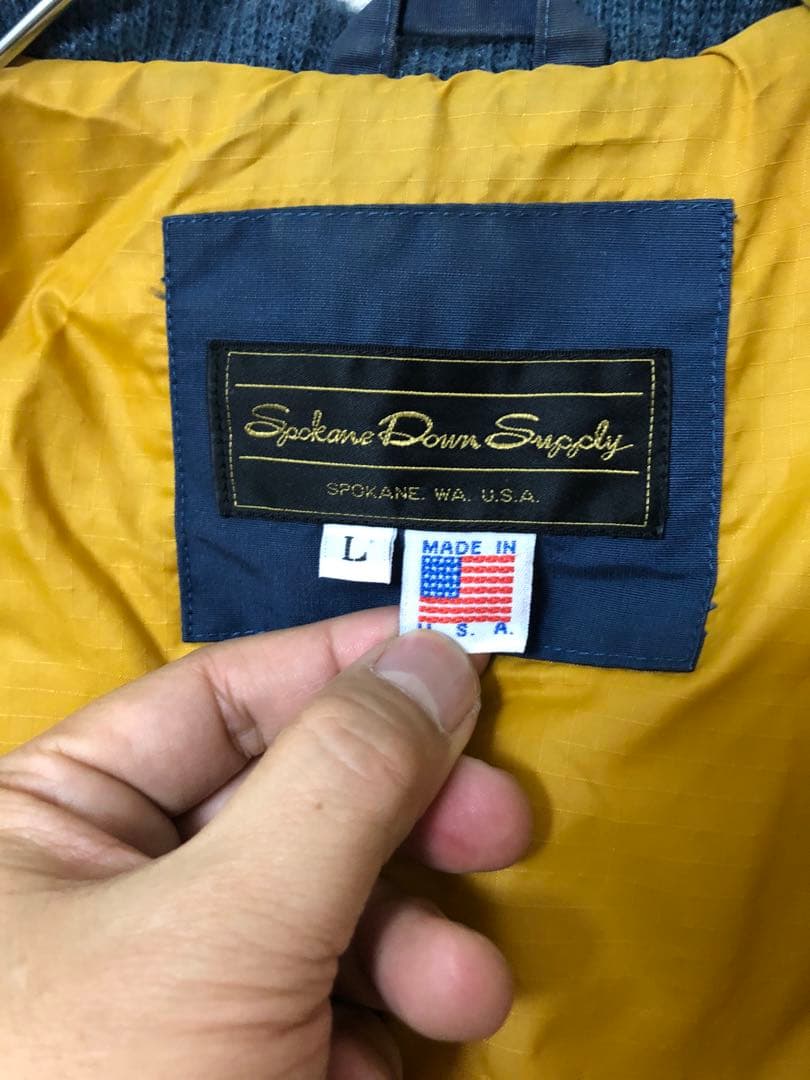 Spokane Down Supply
SPOKANE. WA. U.S.A.
L
MADE IN
U. S. A.